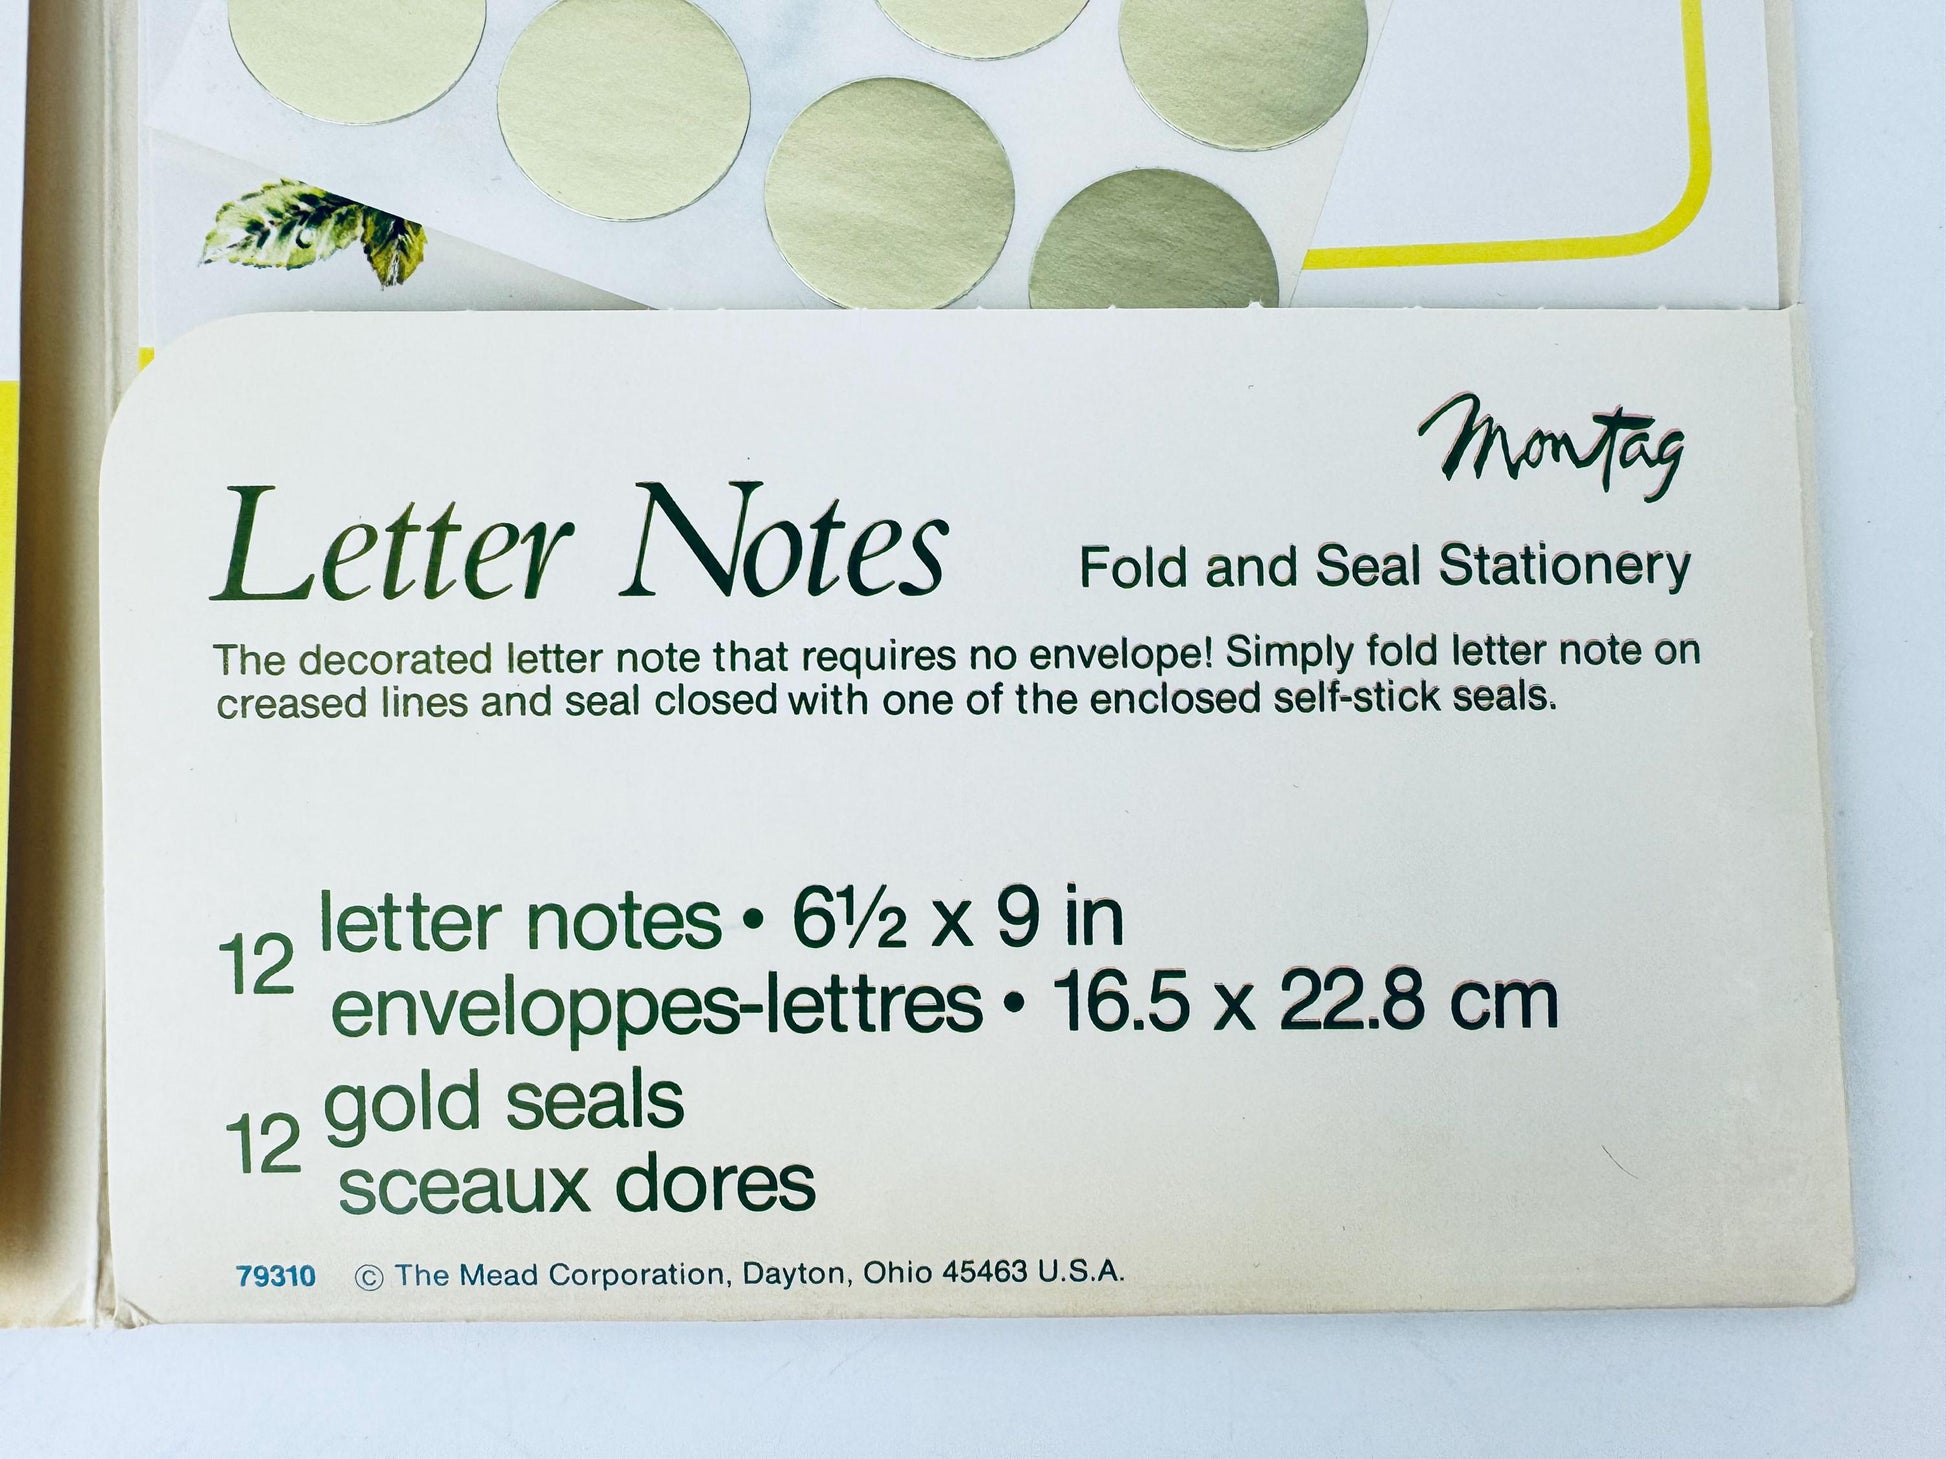 Montag
Letter Notes
Fold and Seal Stationery
The decorated letter note that requires no envelope! Simply fold letter note on
creased lines and seal closed with one of the enclosed self-stick seals.
12 letter notes • 6½ x 9 in
enveloppes-lettres • 16.5 x 22.8 cm
12 gold seals
sceaux dores
79310 © The Mead Corporation, Dayton, Ohio 45463 U.S.A.